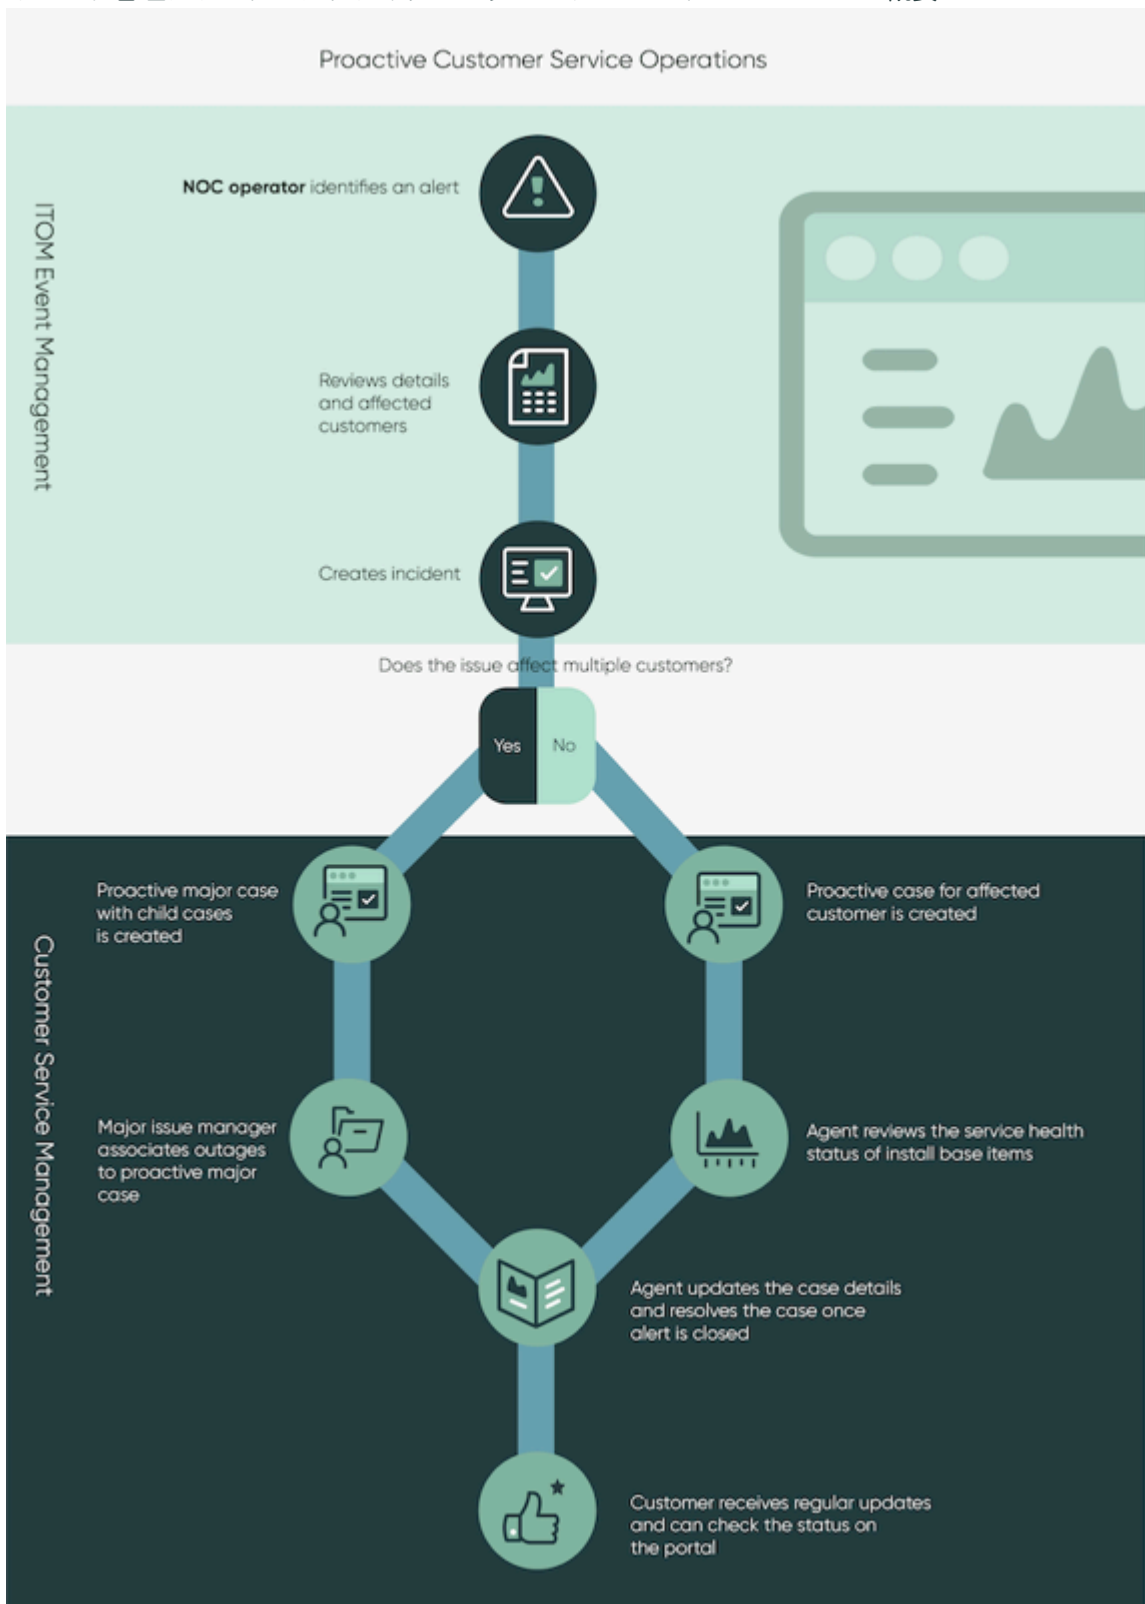 Proactive Customer Service Operations
ITOM Event Management
NOC operator identifies an alert
Reviews details
and affected
customers
Creates incident
Does the issue affect multiple customers?
Yes
No
Customer Service Management
Proactive major case
with child cases
is created
Proactive case for affected
customer is created
Major issue manager
associates outages
to proactive major
case
Agent reviews the service health
status of install base items
Agent updates the case details
and resolves the case once
alert is closed
Customer receives regular updates
and can check the status on
the portal